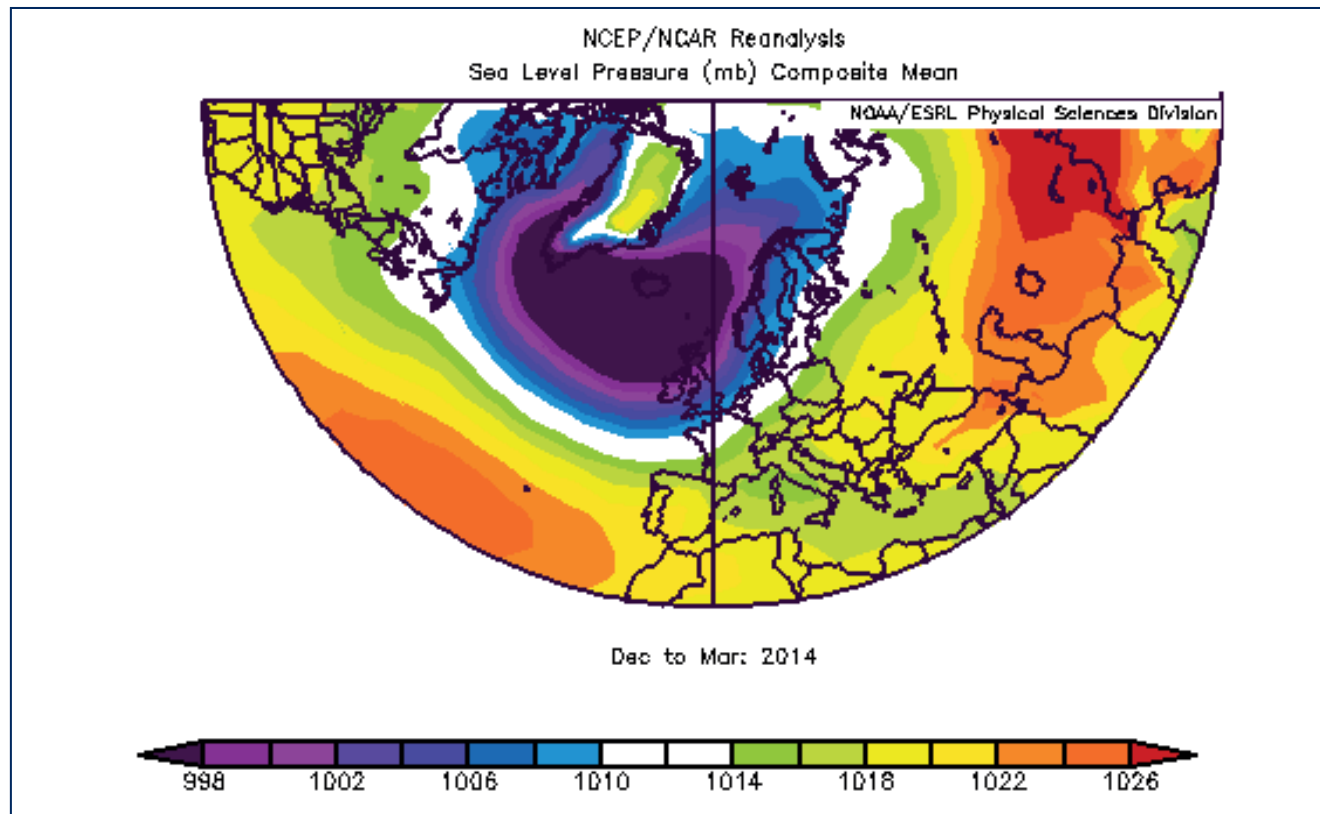 NCEP/NCAR Reanalysis
Sea Level Pressure (mb) Composite Mean
NOAA/ESRL Physical Sciences Division
Dec to Mar: 2014
998 1002 1006 1010 1014 1018 1022 1026